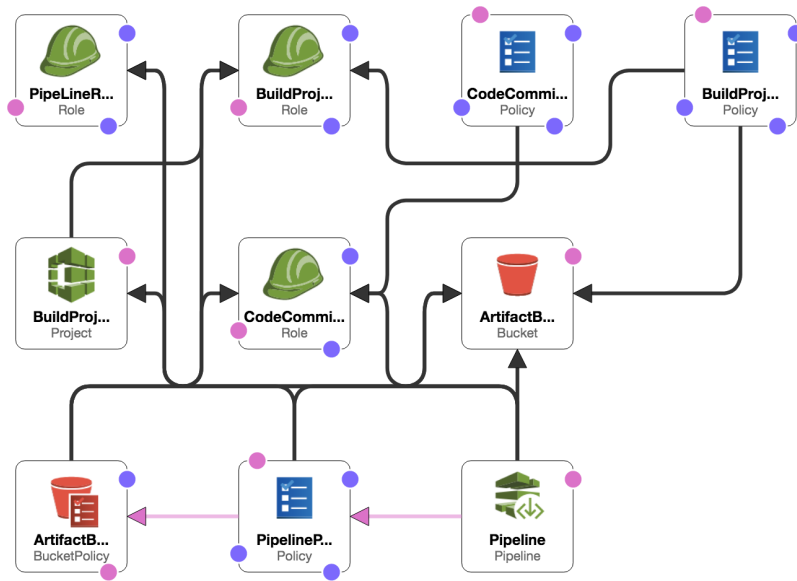 PipeLineR...
Role
BuildProj...
Role
CodeCommi...
Policy
BuildProj...
Policy
BuildProj...
Project
CodeCommi...
Role
ArtifactB...
Bucket
ArtifactB...
BucketPolicy
PipelineP...
Policy
Pipeline
Pipeline